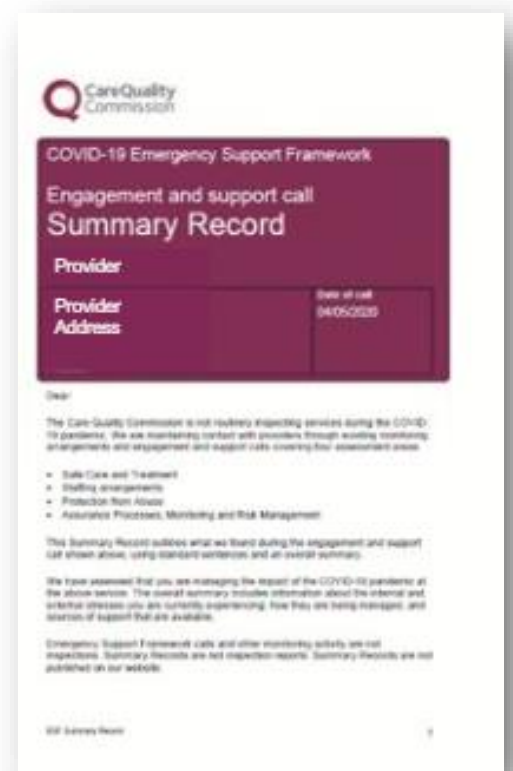 CareQuality
Commission
COVID-19 Emergency Support Framework
Engagement and support call
Summary Record
Provider
Provider
Address
Date of call
04/05/2020
Dear
The Care Quality Commission is not routinely inspecting services during the COVID-
19 pandemic. We are maintaining contact with providers through existing monitoring
arrangements and engagement and support calls covering four assessment areas
• Safe Care and Treatment
• Staffing arrangements
• Protection from Abuse
• Assurance Processes, Monitoring and Risk Management
This Summary Record outlines what we found during the engagement and support
call shown above, using standard sentences and an overall summary.
We have assessed that you are managing the impact of the COVID-19 pandemic at
the above service. The overall summary includes information about the internal and
external stresses you are currently experiencing, how they are being managed, and
sources of support that are available.
Emergency Support Framework calls and other monitoring activity are not
inspections. Summary Records are not inspection reports. Summary Records are not
published on our website.
ESF Summary Record